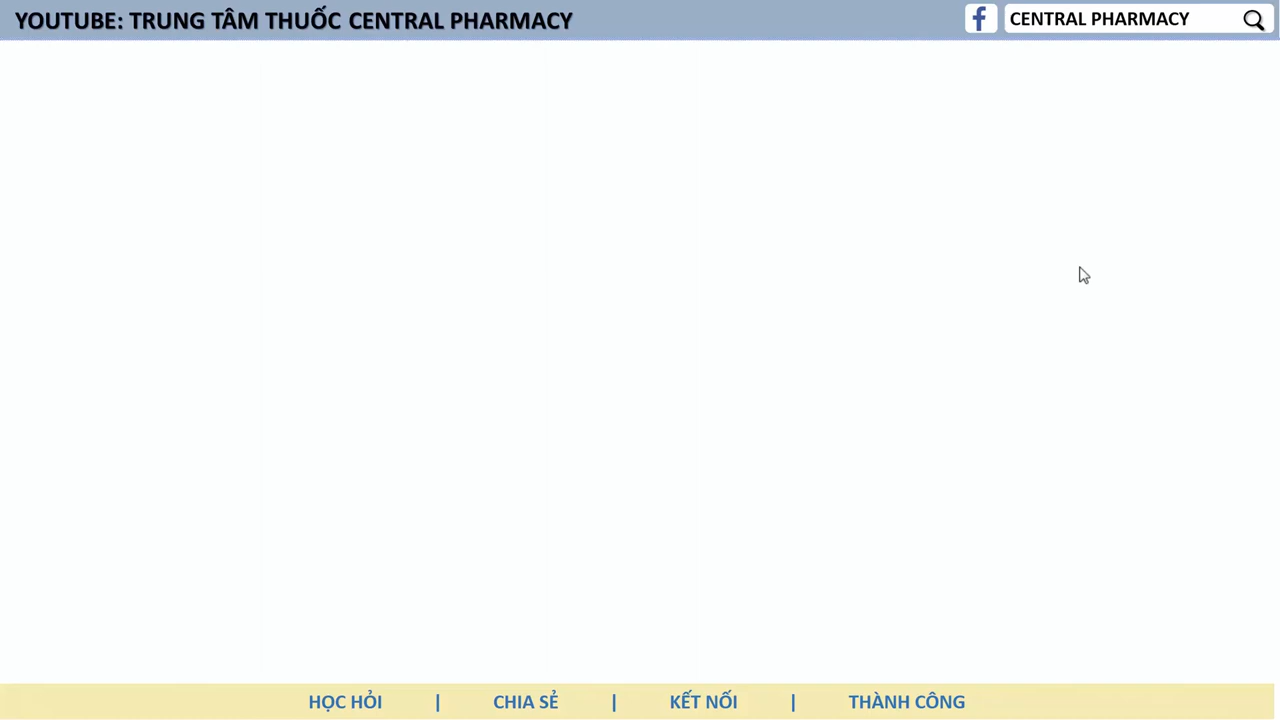 YOUTUBE: TRUNG TÂM THUỐC CENTRAL PHARMACY
CENTRAL PHARMACY
HỌC HỎI | CHIA SẺ | KẾT NỐI | THÀNH CÔNG